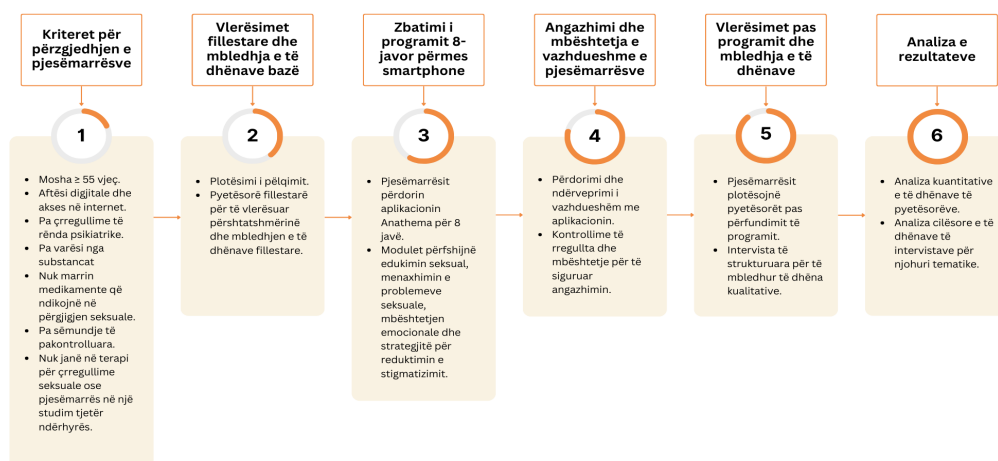 Kriteret për
përzgjedhjen e
pjesëmarrësve
1
• Mosha ≥ 55 vjeç.
• Aftësi digjitale dhe
akses në internet.
• Pa çrregullime të
rënda psikiatrike.
• Pa varësi nga
substancat
• Nuk marrin
medikamente që
ndikojnë në
përgjigjen seksuale.
• Pa sëmundje të
pakontrolluara.
• Nuk janë në terapi
për çrregullime
seksuale ose
pjesëmarrës në një
studim tjetër
ndërhyrës.
Vlerësimet
fillestare dhe
mbledhja e të
dhënave bazë
2
• Plotësimi i pëlqimit.
• Pyetësorë fillestarë
për të vlerësuar
përshtatshmërinë
dhe mbledhjen e të
dhënave fillestare.
Zbatimi i
programit 8-
javor përmes
smartphone
3
• Pjesëmarrësit
përdorin
aplikacionin
Anathema për 8
javë.
• Modulet përfshijnë
edukimin seksual,
menaxhimin e
problemeve
seksuale,
mbështetjen
emocionale dhe
strategjitë për
reduktimin e
stigmatizimit.
Angazhimi dhe
mbështetja e
vazhdueshme e
pjesëmarrësve
4
• Përdorimi dhe
ndërveprimi i
vazhdueshëm me
aplikacionin.
• Kontrollime të
rregullta dhe
mbështetje për të
siguruar
angazhimin.
Vlerësimet pas
programit dhe
mbledhja e të
dhënave
5
• Pjesëmarrësit
plotësojnë
pyetësorët pas
përfundimit të
programit.
• Intervista të
strukturuara për të
mbledhur të dhëna
kualitative.
Analiza e
rezultateve
6
• Analiza kuantitative
e të dhënave të
pyetësorëve.
• Analiza cilësore e të
dhënave të
intervistave për
njohuri tematike.